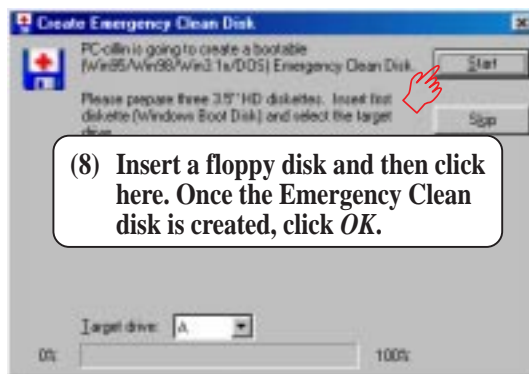 Create Emergency Clean Disk
PC-cillin is going to create a bootable
(Win95/Win98/Win3.1x/DOS) Emergency Clean Disk.
Start
Please prepare three 3.5" HD diskettes. Insert first
diskette (Windows Boot Disk) and select the target
drive.
Skip
(8) Insert a floppy disk and then click
here. Once the Emergency Clean
disk is created, click OK.
Target drive: A
0% 100%